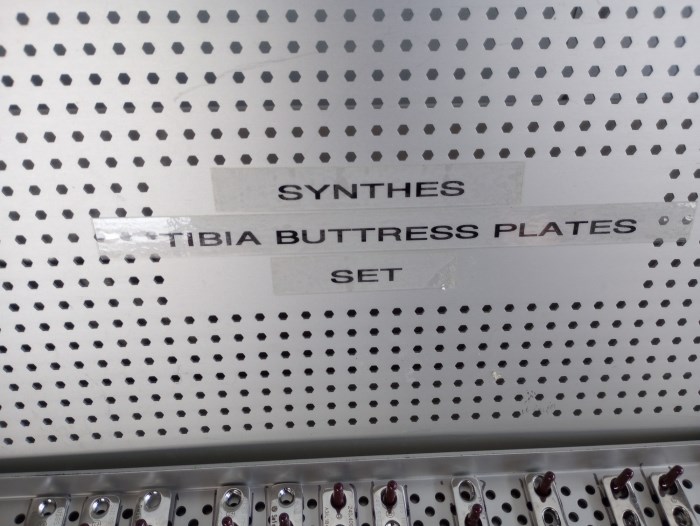 SYNTHES
TIBIA BUTTRESS PLATES
SET